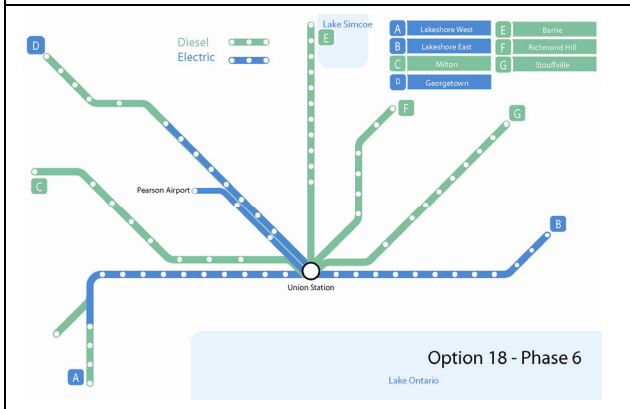 Lake Simcoe
D
E
Diesel
Electric
A Lakeshore West
B Lakeshore East
C Milton
D Georgetown
E Barrie
F Richmond Hill
G Stouffville
F
G
C
Pearson Airport
B
Union Station
A
Option 18 - Phase 6
Lake Ontario